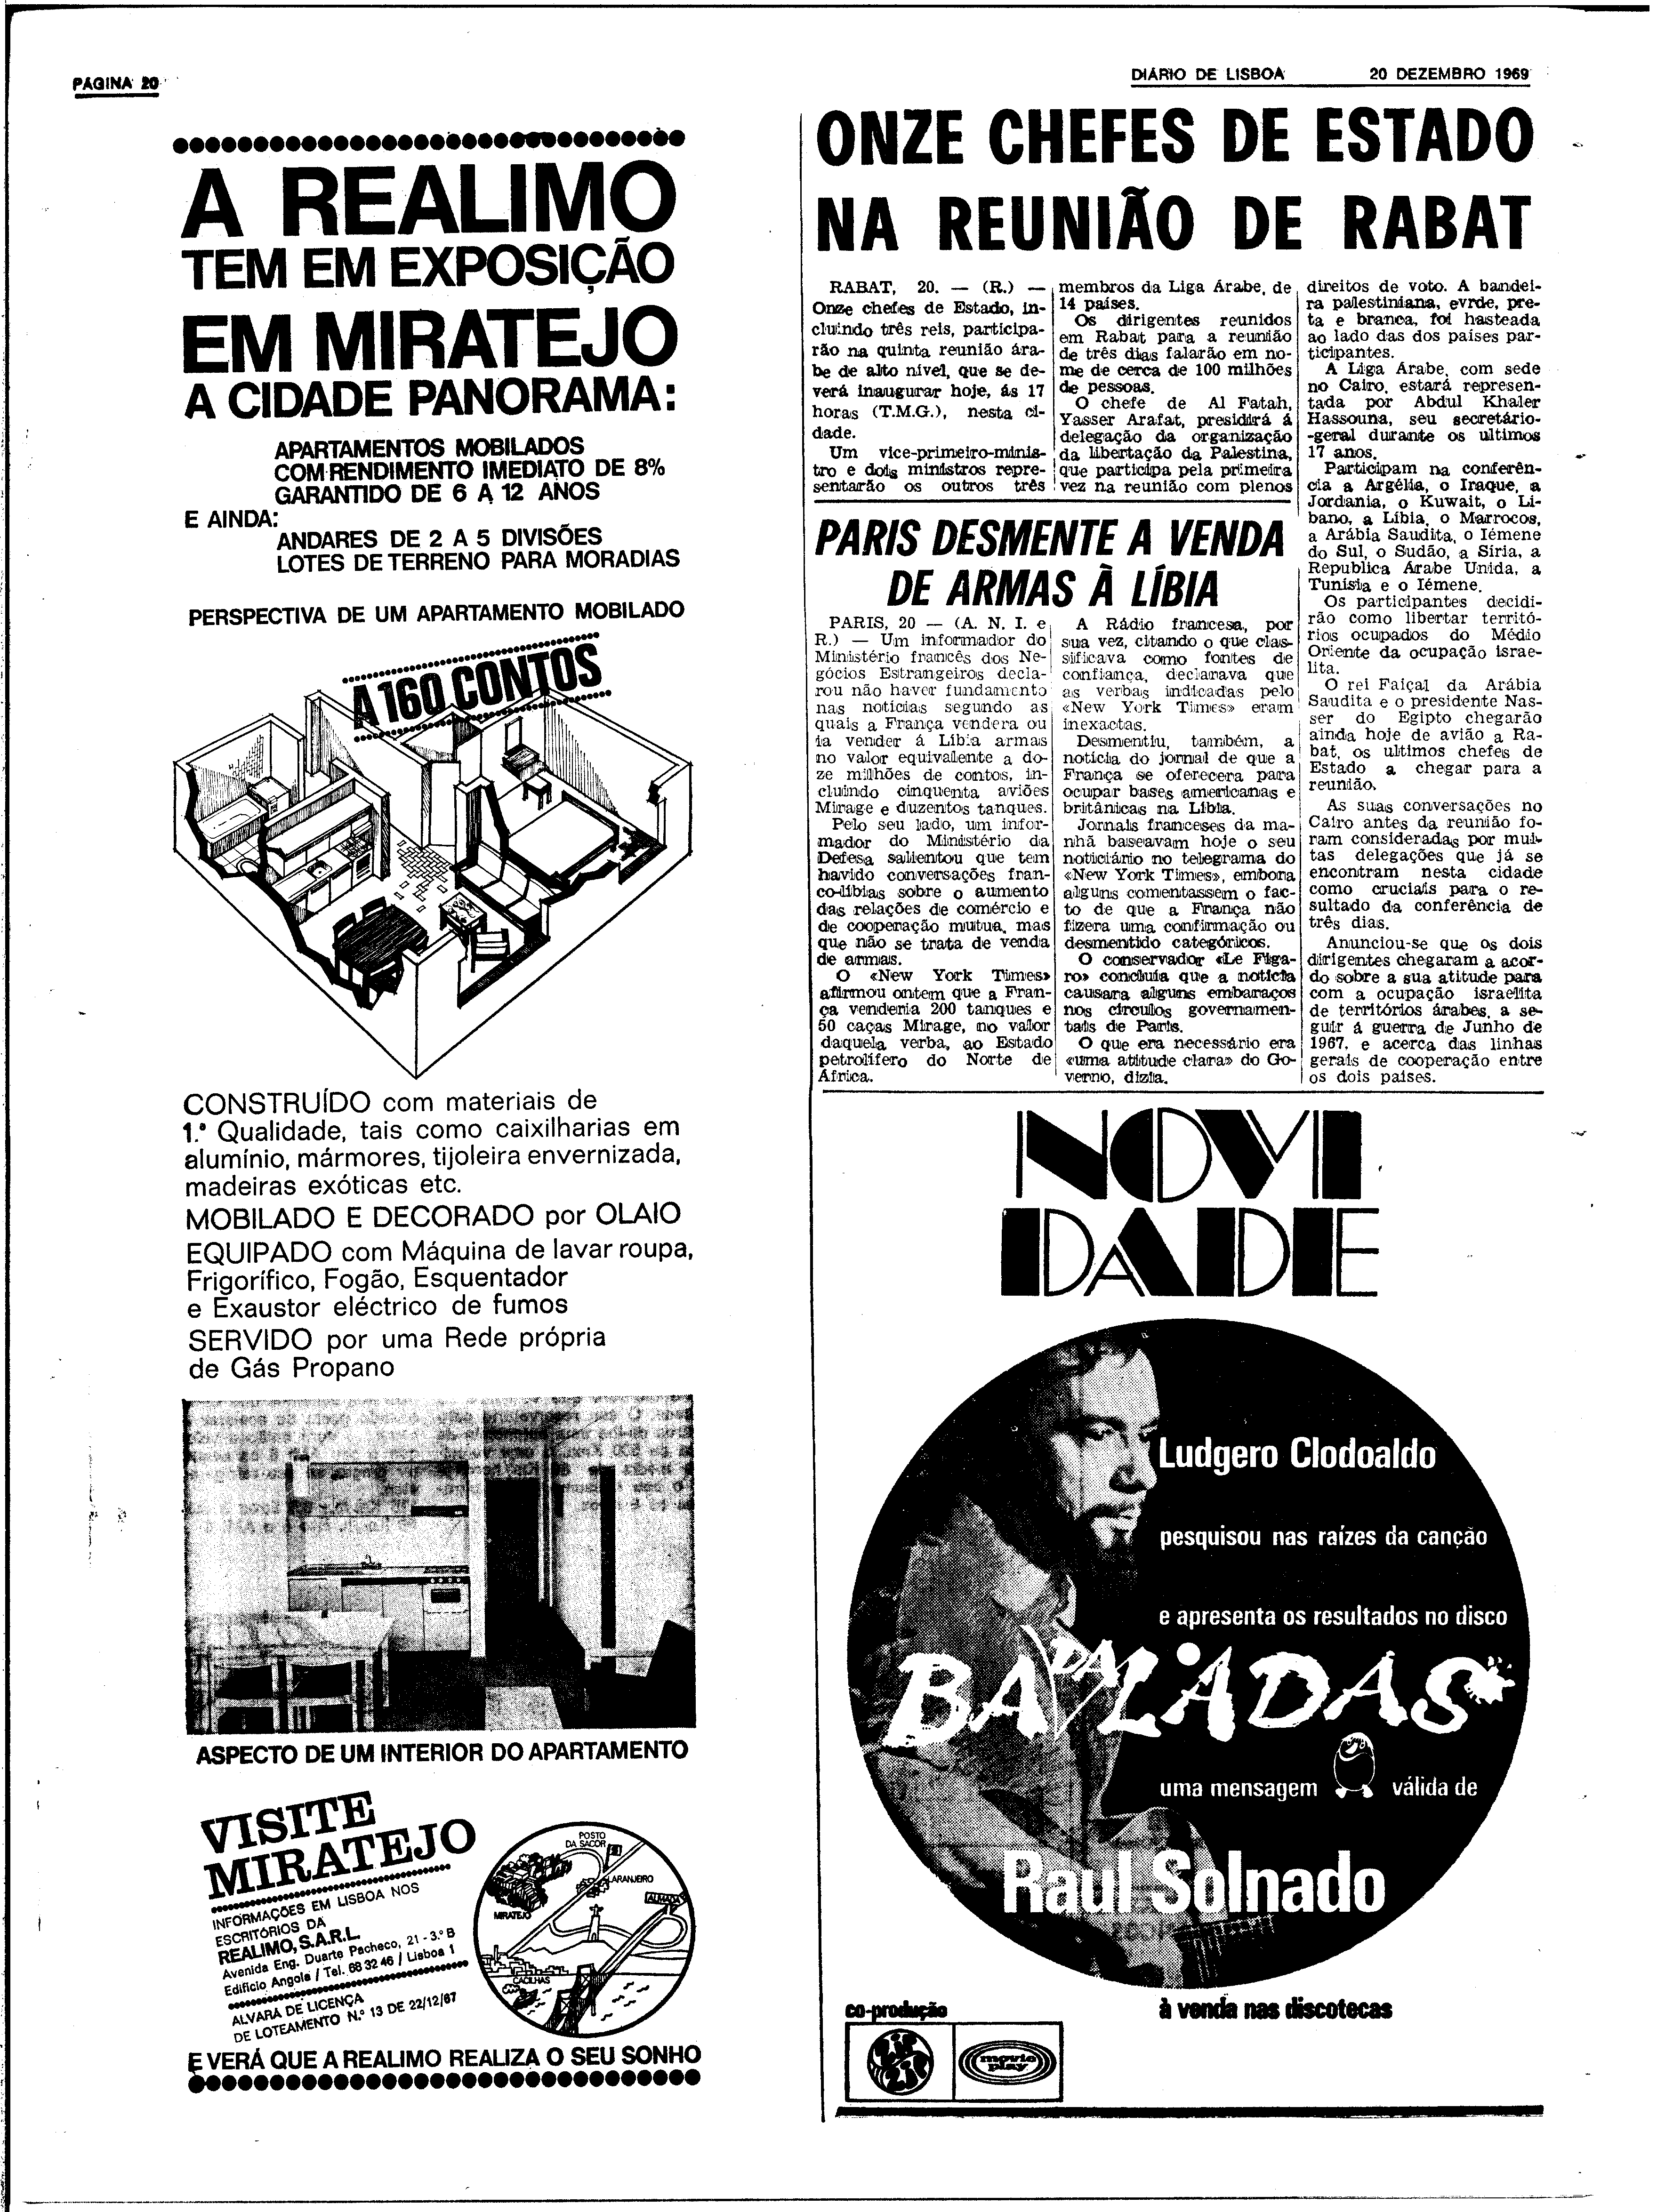 PÁGINA 20
DIÁRIO DE LISBOA 20 DEZEMBRO 1969
A REALIMO
TEM EM EXPOSIÇÃO
EM MIRATEJO
A CIDADE PANORAMA:
APARTAMENTOS MOBILADOS
COM RENDIMENTO IMEDIATO DE 8%
GARANTIDO DE 6 A 12 ANOS
E AINDA:
ANDARES DE 2 A 5 DIVISÕES
LOTES DE TERRENO PARA MORADIAS
PERSPECTIVA DE UM APARTAMENTO MOBILADO
A 160 CONTOS
CONSTRUÍDO com materiais de
1.ª Qualidade, tais como caixilharias em
alumínio, mármores, tijoleira envernizada,
madeiras exóticas etc.
MOBILADO E DECORADO por OLAIO
EQUIPADO com Máquina de lavar roupa,
Frigorífico, Fogão, Esquentador
e Exaustor eléctrico de fumos
SERVIDO por uma Rede própria
de Gás Propano
ASPECTO DE UM INTERIOR DO APARTAMENTO
VISITE
MIRATEJO
INFORMAÇÕES EM LISBOA NOS
ESCRITÓRIOS DA
REALIMO, S.A.R.L.
Avenida Eng. Duarte Pacheco, 21 - 3.º B
Edifício Angola / Tel. 68 32 46 / Lisboa 1
ALVARÁ DE LICENÇA
DE LOTEAMENTO N.º 13 DE 22/12/67
POSTO
DA SACOR
LARANJEIRO
ALMADA
MIRATEJO
CACILHAS
E VERÁ QUE A REALIMO REALIZA O SEU SONHO
ONZE CHEFES DE ESTADO
NA REUNIÃO DE RABAT
RABAT, 20. — (R.) —
Onze chefes de Estado, in-
cluindo três reis, participa-
rão na quinta reunião ára-
be de alto nível, que se de-
verá inaugurar hoje, ás 17
horas (T.M.G.), nesta ci-
dade.
Um vice-primeiro-minis-
tro e dois ministros repre-
sentarão os outros três
membros da Liga Árabe, de
14 países.
Os dirigentes reunidos
em Rabat para a reunião
de três dias falarão em no-
me de cerca de 100 milhões
de pessoas.
O chefe de Al Fatah,
Yasser Arafat, presidirá á
delegação da organização
da libertação da Palestina,
que participa pela primeira
vez na reunião com plenos
direitos de voto. A bandei-
ra palestiniana, evrde, pre-
ta e branca, foi hasteada
ao lado das dos países par-
ticipantes.
A Liga Árabe, com sede
no Cairo, estará represen-
tada por Abdul Khaler
Hassouna, seu secretário-
-geral durante os ultimos
17 anos.
Participam na conferên-
cia a Argélia, o Iraque, a
Jordania, o Kuwait, o Li-
bano, a Líbia, o Marrocos,
a Arábia Saudita, o Iémene
do Sul, o Sudão, a Síria, a
Republica Árabe Unida, a
Tunísia e o Iémene.
Os participantes decidi-
rão como libertar territó-
rios ocupados do Médio
Oriente da ocupação israe-
lita.
O rei Faiçal da Arábia
Saudita e o presidente Nas-
ser do Egipto chegarão
ainda hoje de avião a Ra-
bat, os ultimos chefes de
Estado a chegar para a
reunião.
As suas conversações no
Cairo antes da reunião fo-
ram consideradas por mui-
tas delegações que já se
encontram nesta cidade
como cruciais para o re-
sultado da conferência de
três dias.
Anunciou-se que os dois
dirigentes chegaram a acor-
do sobre a sua atitude para
com a ocupação israelita
de territórios árabes, a se-
guir á guerra de Junho de
1967, e acerca das linhas
gerais de cooperação entre
os dois países.
PARIS DESMENTE A VENDA
DE ARMAS À LÍBIA
PARIS, 20 — (A. N. I. e
R.) — Um informador do
Ministério francês dos Ne-
gócios Estrangeiros decla-
rou não haver fundamento
nas notícias segundo as
quais a França vendera ou
ia vender á Líbia armas
no valor equivalente a do-
ze milhões de contos, in-
cluindo cinquenta aviões
Mirage e duzentos tanques.
Pelo seu lado, um infor-
mador do Ministério da
Defesa salientou que tem
havido conversações fran-
co-líbias sobre o aumento
das relações de comércio e
de cooperação mutua, mas
que não se trata de venda
de armas.
O «New York Times»
afirmou ontem que a Fran-
ça venderia 200 tanques e
50 caças Mirage, no valor
daquela verba, ao Estado
petrolífero do Norte de
África.
A Rádio francesa, por
sua vez, citando o que clas-
sificava como fontes de
confiança, declarava que
as verbas indicadas pelo
«New York Times» eram
inexactas.
Desmentiu, também, a
notícia do jornal de que a
França se oferecera para
ocupar bases americanas e
britânicas na Líbia.
Jornais franceses da ma-
nhã baseavam hoje o seu
noticiário no telegrama do
«New York Times», embora
alguns comentassem o fac-
to de que a França não
fizera uma confirmação ou
desmentido categóricos.
O conservador «Le Figa-
ro» concluía que a notícia
causara alguns embaraços
nos círculos governamen-
tais de Paris.
O que era necessário era
«uma atitude clara» do Go-
verno, dizia.
NOVI
DADE
Ludgero Clodoaldo
pesquisou nas raízes da canção
e apresenta os resultados no disco
BADALADAS
uma mensagem válida de
Raul Solnado
à venda nas discotecas
co-produção
zip zip
movie
play